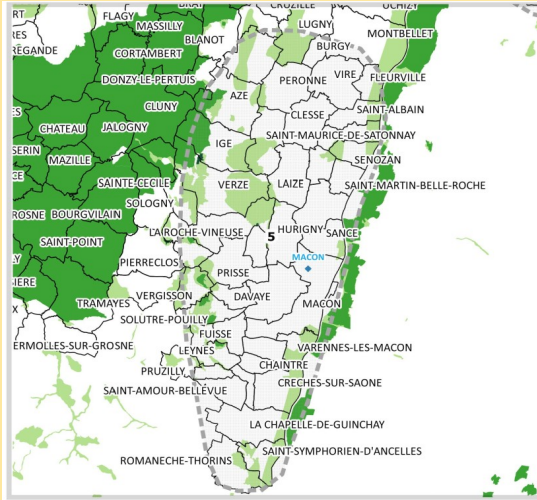 CRUZILLE
UCHIZY
FLAGY
MASSILLY
LUGNY
MONTBELLET
BLANOT
BURGY
CORTAMBERT
DONZY-LE-PERTUIS
PERONNE
VIRE
FLEURVILLE
AZE
CLUNY
CLESSE
SAINT-ALBAIN
CHATEAU
JALOGNY
SAINT-MAURICE-DE-SATONNAY
IGE
MAZILLE
SENOZAN
SAINTE-CECILE
VERZE
LAIZE
SAINT-MARTIN-BELLE-ROCHE
SOLOGNY
BOURGVILAIN
LA ROCHE-VINEUSE
5
HURIGNY
SANCE
SAINT-POINT
MACON
PIERRECLOS
PRISSE
TRAMAYES
VERGISSON
DAVAYE
MACON
SOLUTRE-POUILLY
FUISSE
ERMOLLES-SUR-GROSNE
LEYNES
VARENNES-LES-MACON
CHAINTRE
PRUZILLY
SAINT-AMOUR-BELLEVUE
CRECHES-SUR-SAONE
LA CHAPELLE-DE-GUINCHAY
SAINT-SYMPHORIEN-D'ANCELLES
ROMANECHE-THORINS